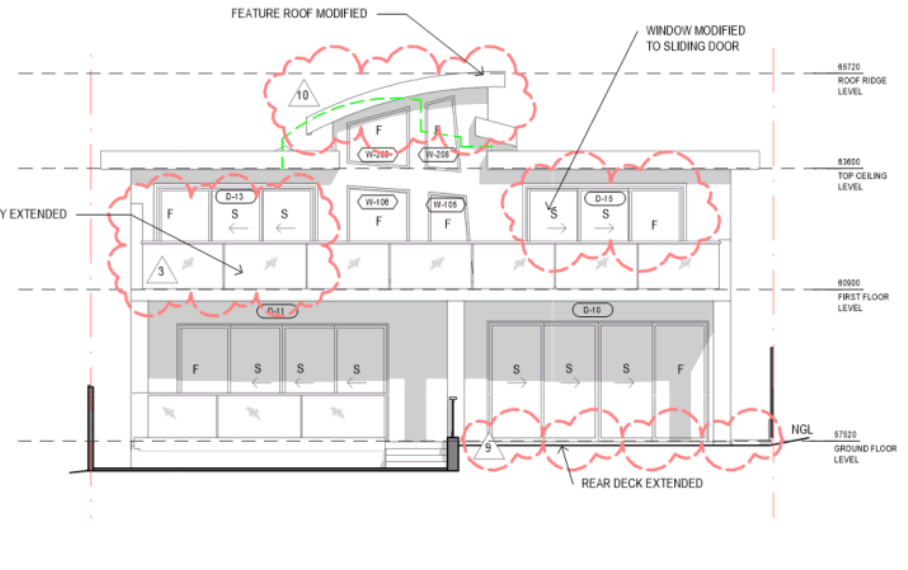 FEATURE ROOF MODIFIED
WINDOW MODIFIED
TO SLIDING DOOR
65720
ROOF RIDGE
LEVEL
10
F
F
W-208
63600
TOP CEILING
LEVEL
D-13
W-106
W-105
D-15
F
S
S
F
F
S
S
F
Y EXTENDED
3
60900
FIRST FLOOR
LEVEL
D-11
D-10
F
S
S
S
S
S
S
F
NGL
57520
GROUND FLOOR
LEVEL
9
REAR DECK EXTENDED